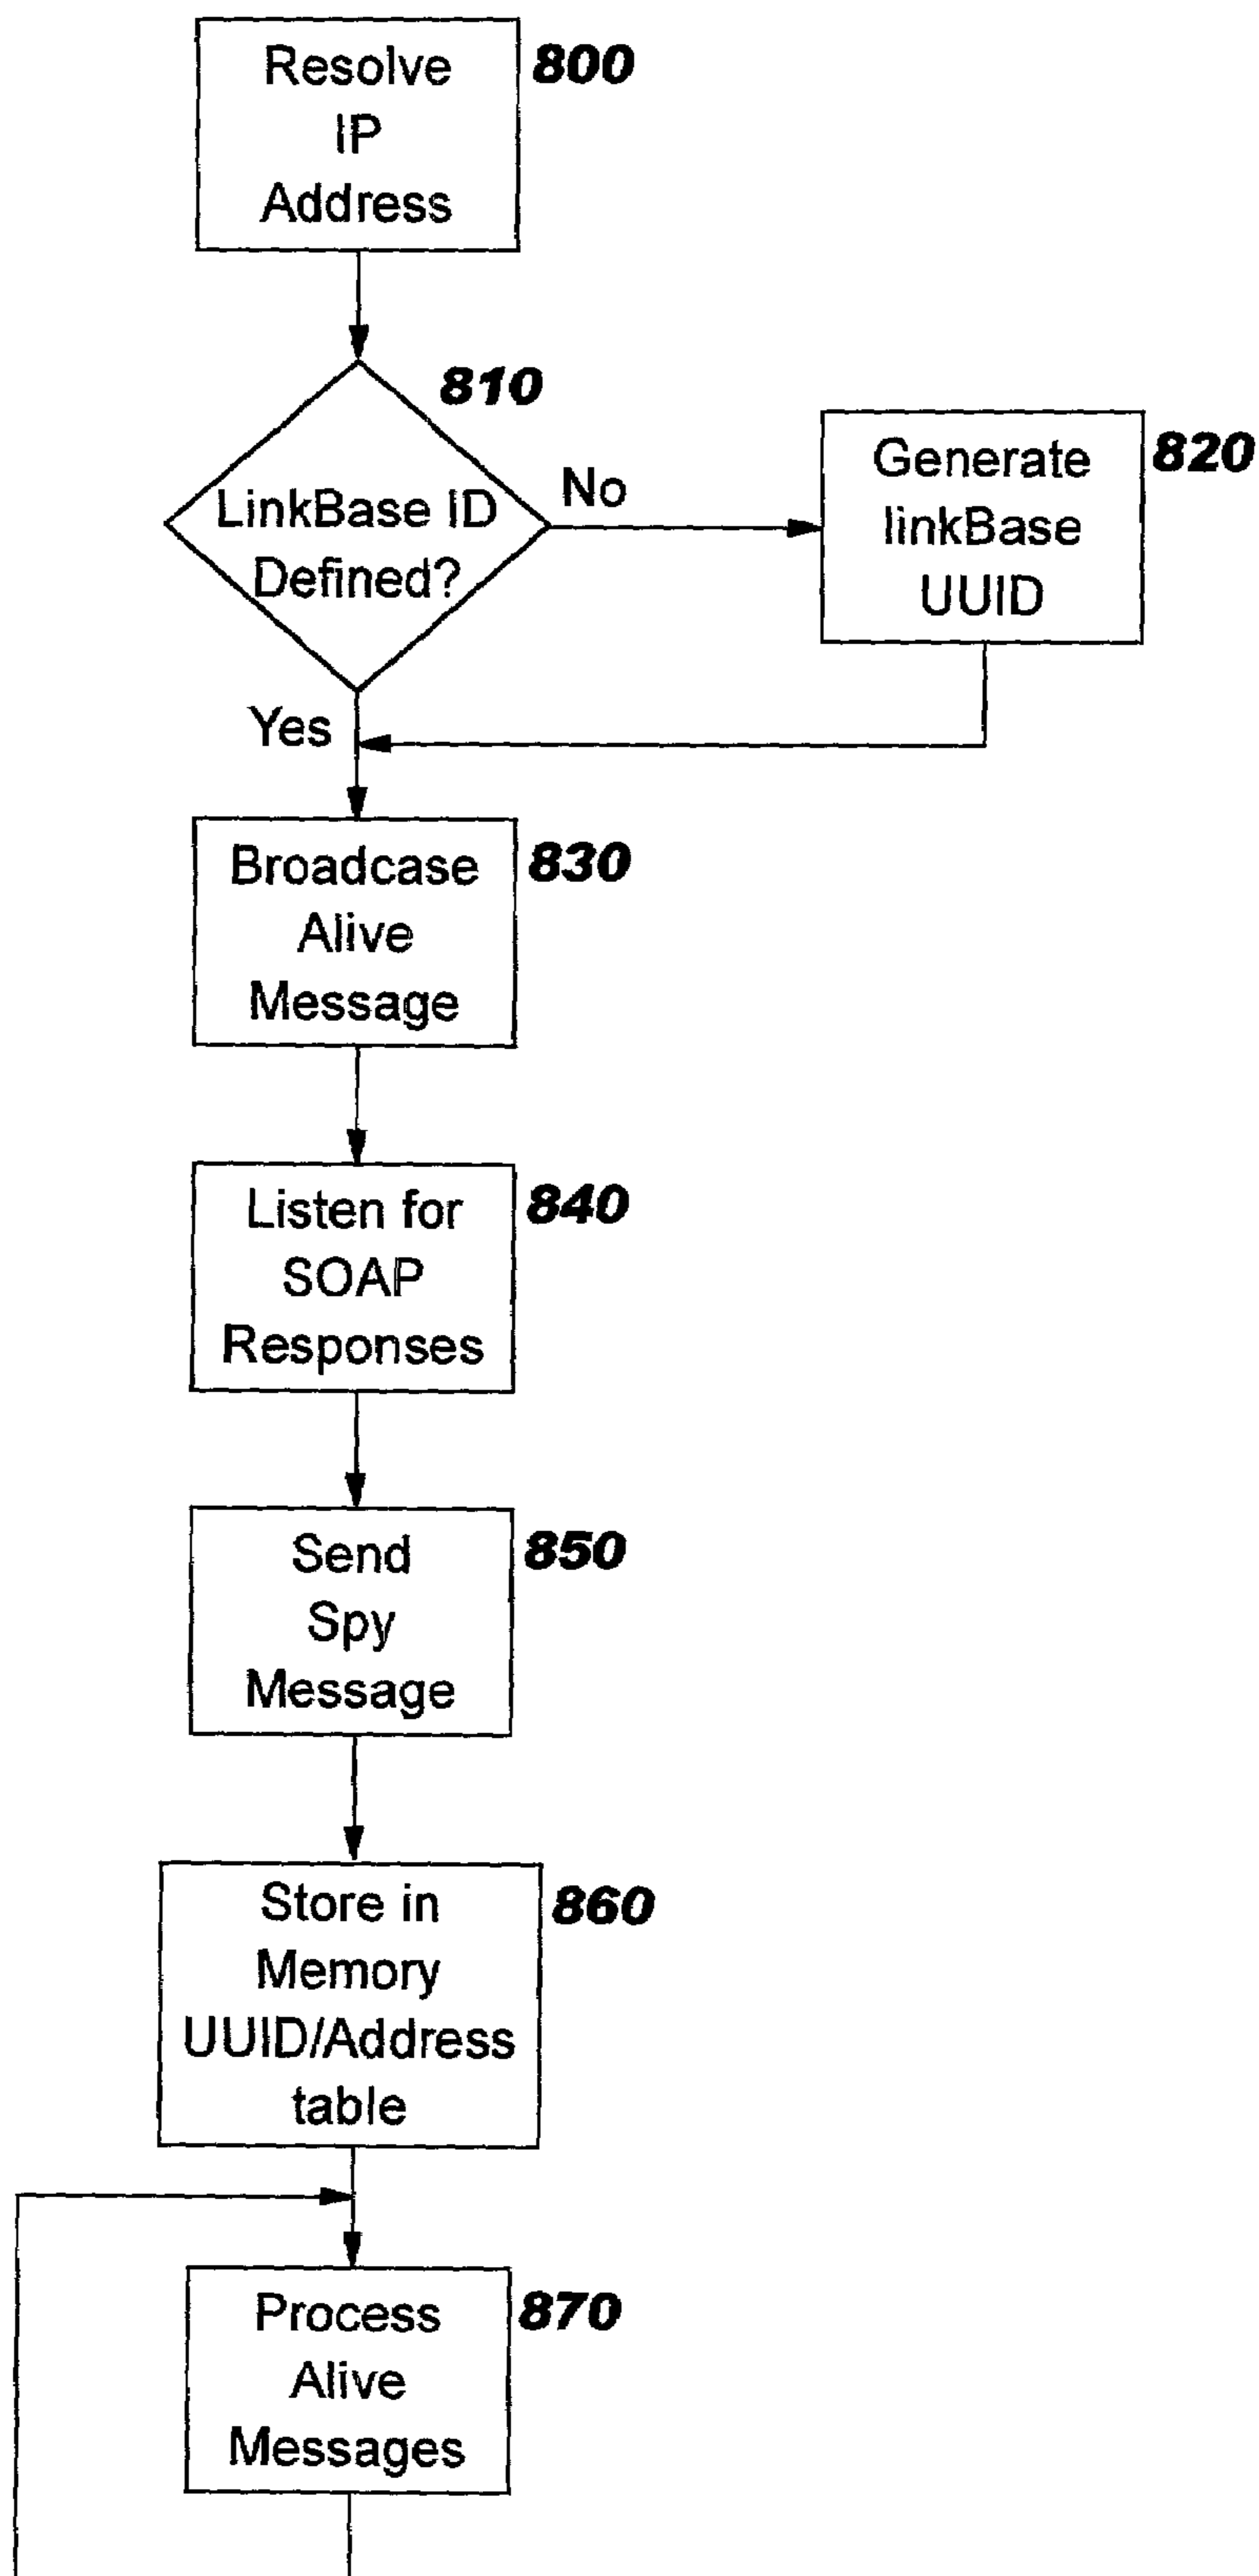 Resolve
IP
Address
800
810
LinkBase ID
Defined?
No
Generate
linkBase
UUID
820
Yes
Broadcase
Alive
Message
830
Listen for
SOAP
Responses
840
Send
Spy
Message
850
Store in
Memory
UUID/Address
table
860
Process
Alive
Messages
870